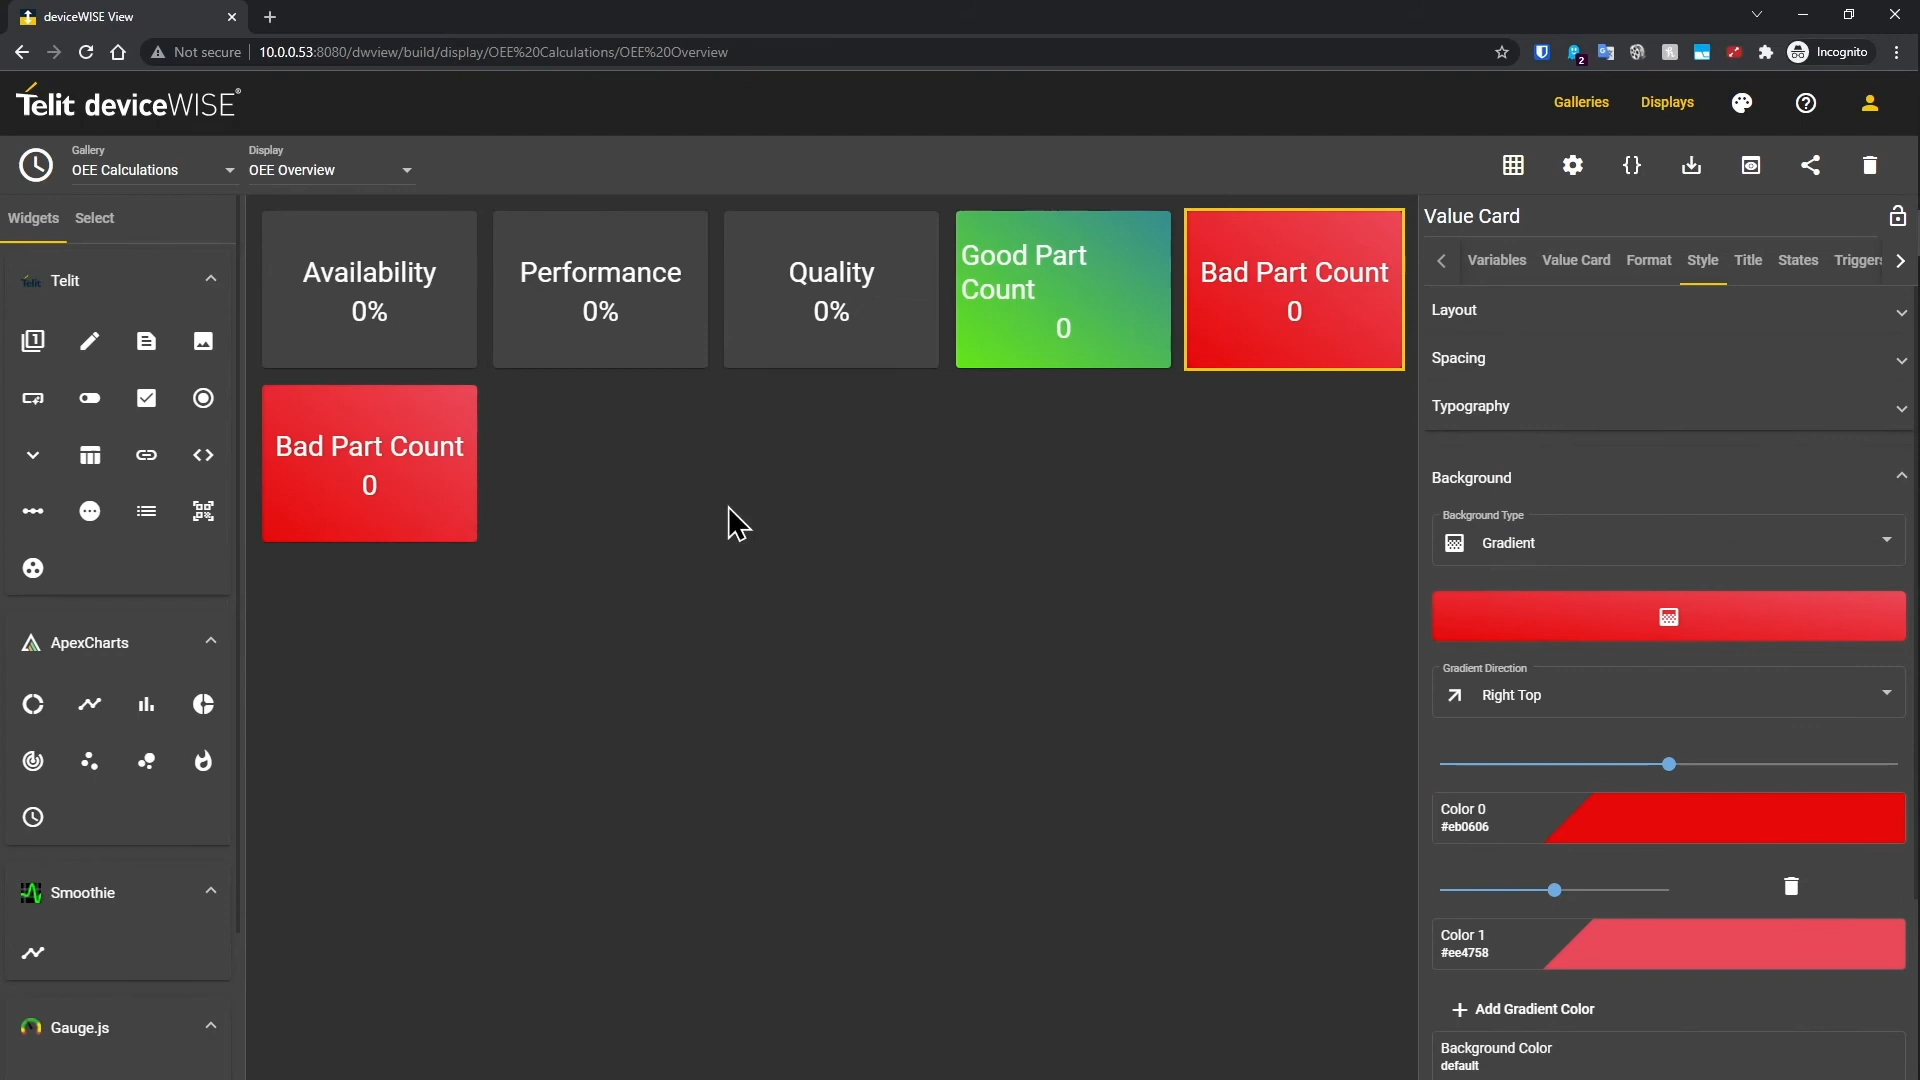 deviceWISE View
Not secure
10.0.0.53:8080/dwview/build/display/OEE%20Calculations/OEE%20Overview
2
Incognito
Telit deviceWISE®
Galleries
Displays
Gallery
OEE Calculations
Display
OEE Overview
Widgets
Select
Telit
ApexCharts
Smoothie
Gauge.js
Availability
0%
Performance
0%
Quality
0%
Good Part
Count
0
Bad Part Count
0
Bad Part Count
0
Value Card
Variables
Value Card
Format
Style
Title
States
Triggers
Layout
Spacing
Typography
Background
Background Type
Gradient
Gradient Direction
Right Top
Color 0
#eb0606
Color 1
#ee4758
Add Gradient Color
Background Color
default